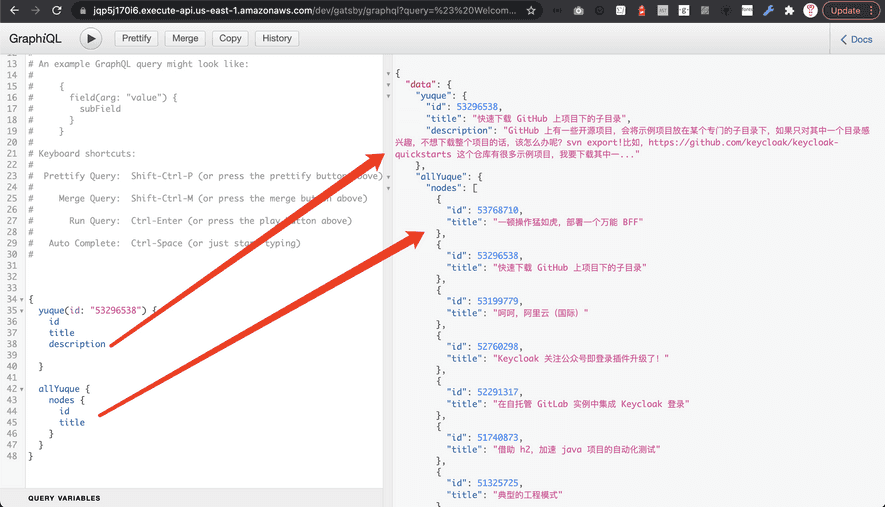 jqp5j170i6.execute-api.us-east-1.amazonaws.com/dev/gatsby/graphql?query=%23%20Welcom...
Update
GraphiQL
Prettify
Merge
Copy
History
Docs
13 # An example GraphQL query might look like:
14 #
15 #     {
16 #       field(arg: "value") {
17 #         subField
18 #       }
19 #     }
20 #
21 # Keyboard shortcuts:
22 #
23 #  Prettify Query:  Shift-Ctrl-P (or press the prettify button above)
24 #
25 #     Merge Query:  Shift-Ctrl-M (or press the merge button above)
26 #
27 #       Run Query:  Ctrl-Enter (or press the play button above)
28 #
29 #   Auto Complete:  Ctrl-Space (or just start typing)
30 #
31
32
33
34 {
35   yuque(id: "53296538") {
36     id
37     title
38     description
39
40   }
41
42   allYuque {
43     nodes {
44       id
45       title
46     }
47   }
48 }
QUERY VARIABLES
{
  "data": {
    "yuque": {
      "id": 53296538,
      "title": "快速下载 GitHub 上项目下的子目录",
      "description": "GitHub 上有一些开源项目，会将示例项目放在某个专门的子目录下，如果只对其中一个目录感
兴趣，不想下载整个项目的话，该怎么办呢？svn export!比如, https://github.com/keycloak/keycloak-
quickstarts 这个仓库有很多示例项目，我要下载其中一..."
    },
    "allYuque": {
      "nodes": [
        {
          "id": 53768710,
          "title": "一顿操作猛如虎，部署一个万能 BFF"
        },
        {
          "id": 53296538,
          "title": "快速下载 GitHub 上项目下的子目录"
        },
        {
          "id": 53199779,
          "title": "呵呵，阿里云（国际）"
        },
        {
          "id": 52760298,
          "title": "Keycloak 关注公众号即登录插件升级了！"
        },
        {
          "id": 52291317,
          "title": "在自托管 GitLab 实例中集成 Keycloak 登录"
        },
        {
          "id": 51740873,
          "title": "借助 h2，加速 java 项目的自动化测试"
        },
        {
          "id": 51325725,
          "title": "典型的工程模式"